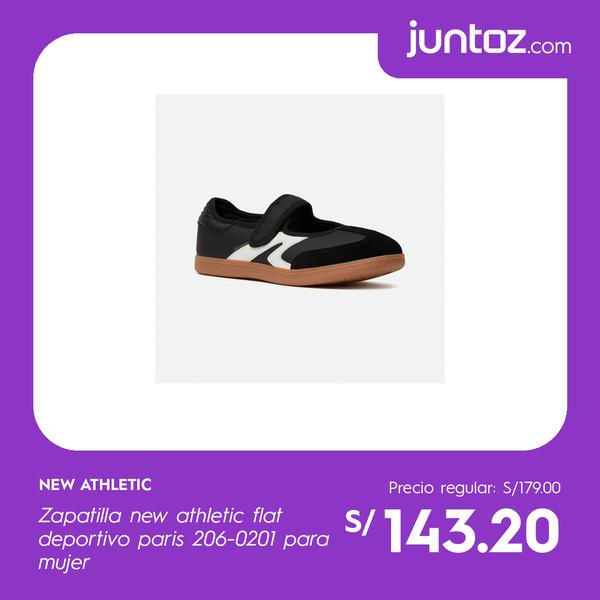 juntoz.com
NEW ATHLETIC
Zapatilla new athletic flat
deportivo paris 206-0201 para
mujer
Precio regular: S/179.00
S/143.20